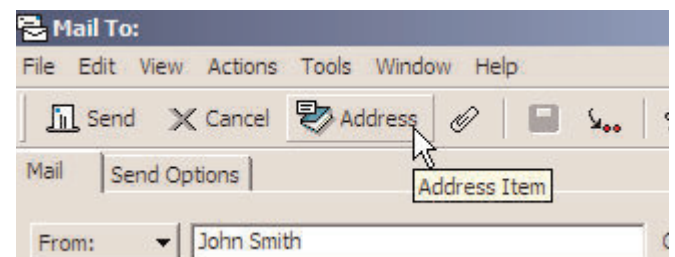 Mail To:
File Edit View Actions Tools Window Help
Send Cancel Address
Mail Send Options
Address Item
From: John Smith